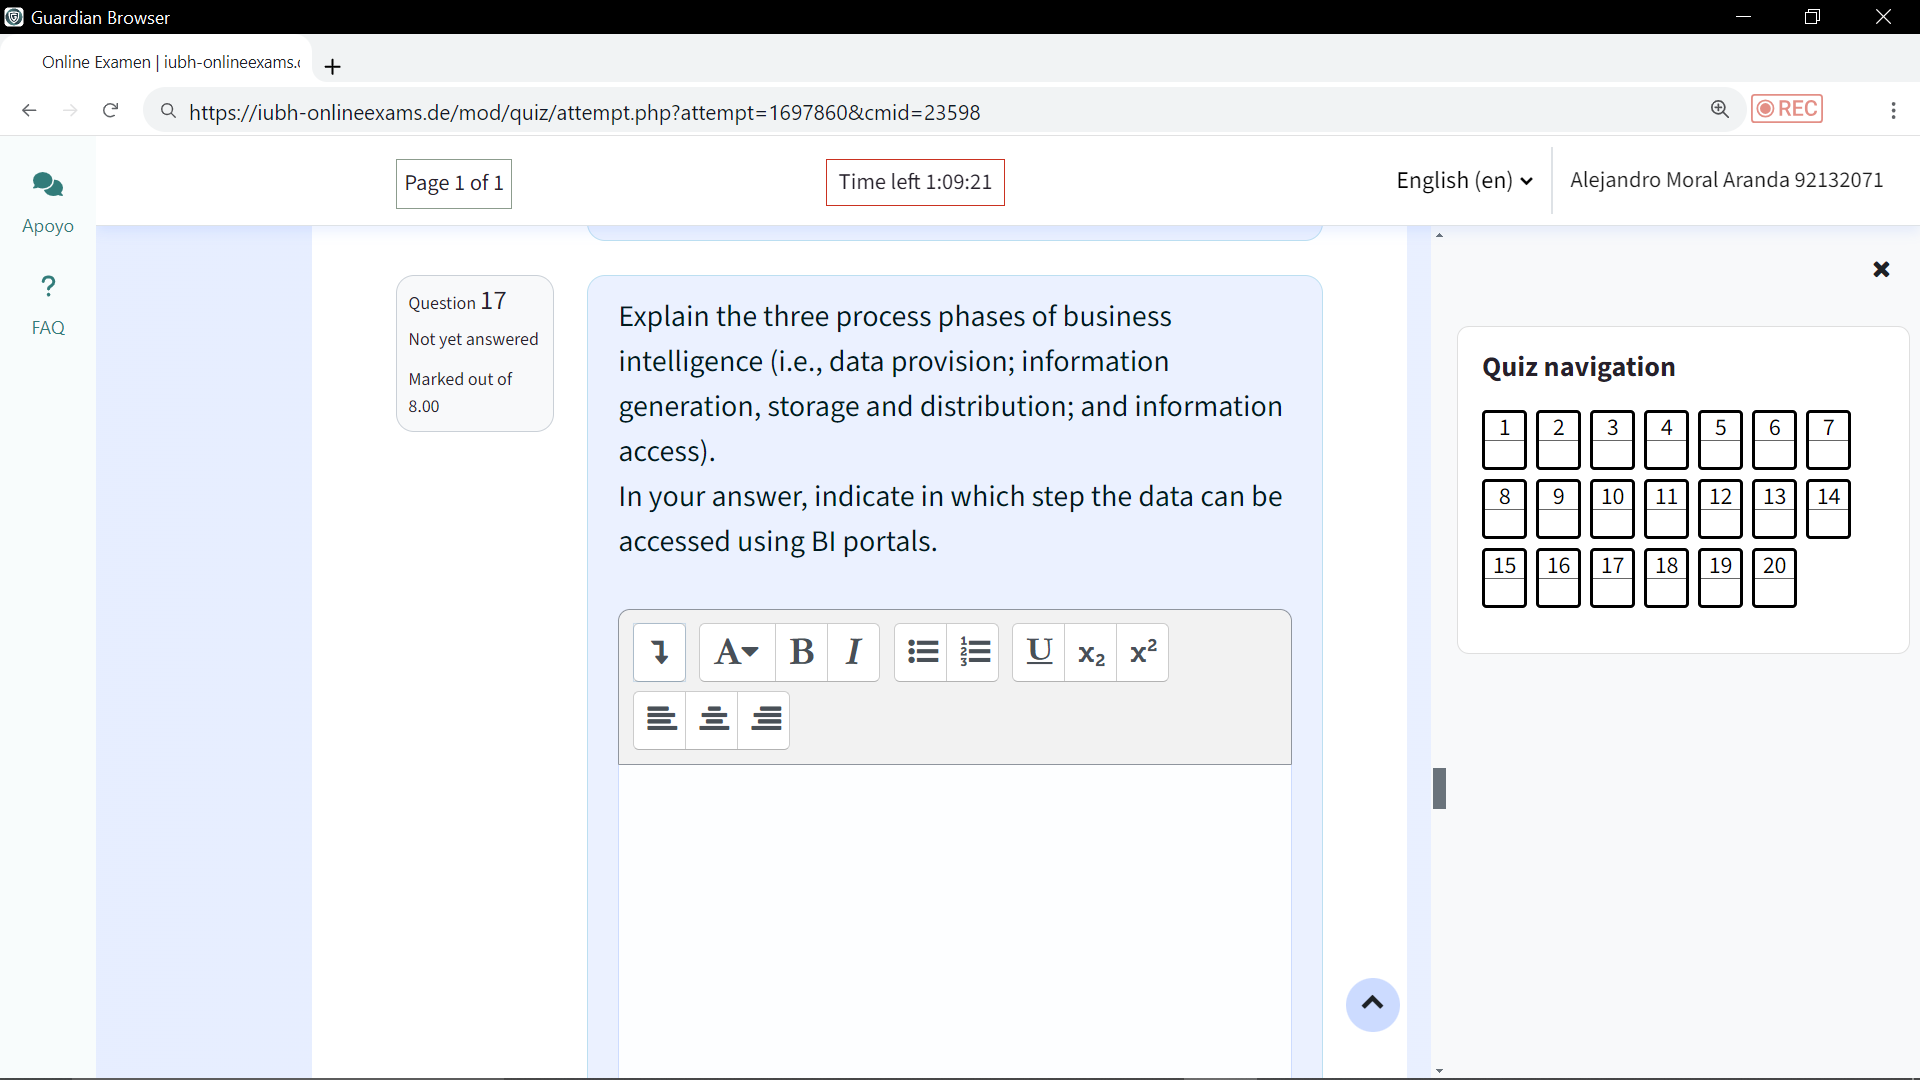 Guardian Browser
Online Examen | iubh-onlineexams.
https://iubh-onlineexams.de/mod/quiz/attempt.php?attempt=1697860&cmid=23598
REC
Apoyo
?
FAQ
Page 1 of 1
Time left 1:09:21
English (en)
Alejandro Moral Aranda 92132071
Question 17
Not yet answered
Marked out of
8.00
Explain the three process phases of business
intelligence (i.e., data provision; information
generation, storage and distribution; and information
access).
In your answer, indicate in which step the data can be
accessed using BI portals.
A B I U x2 x2
Quiz navigation
1 2 3 4 5 6 7
8 9 10 11 12 13 14
15 16 17 18 19 20